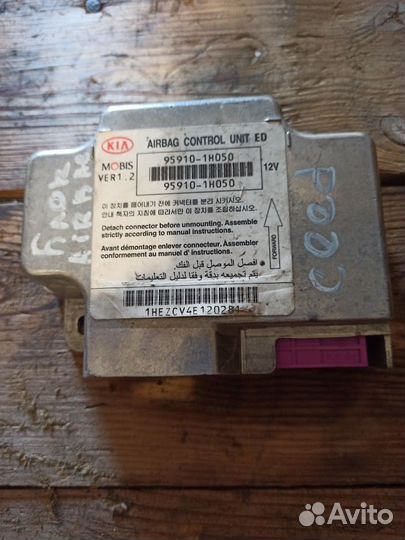 KIA
AIRBAG CONTROL UNIT ED
MOBIS
VER1.2
95910-1H050
12V
95910-1H050
이 장치를 떼어내기 전에 커넥터를 분리 시키시오.
안내 책자의 지침에 따라서만 이 장치를 조립하시오.
Detach connector before unmounting. Assemble
strictly according to manual instructions.
Avant démontage enlever connecteur. Assembler
conformement au manuel d' instructions.
افصل الموصل قبل الفك.
يتم تجميعه بدقة وفقا لدليل التعليمات
FORWARD
1HEZCV4E120281
Блок
Avito